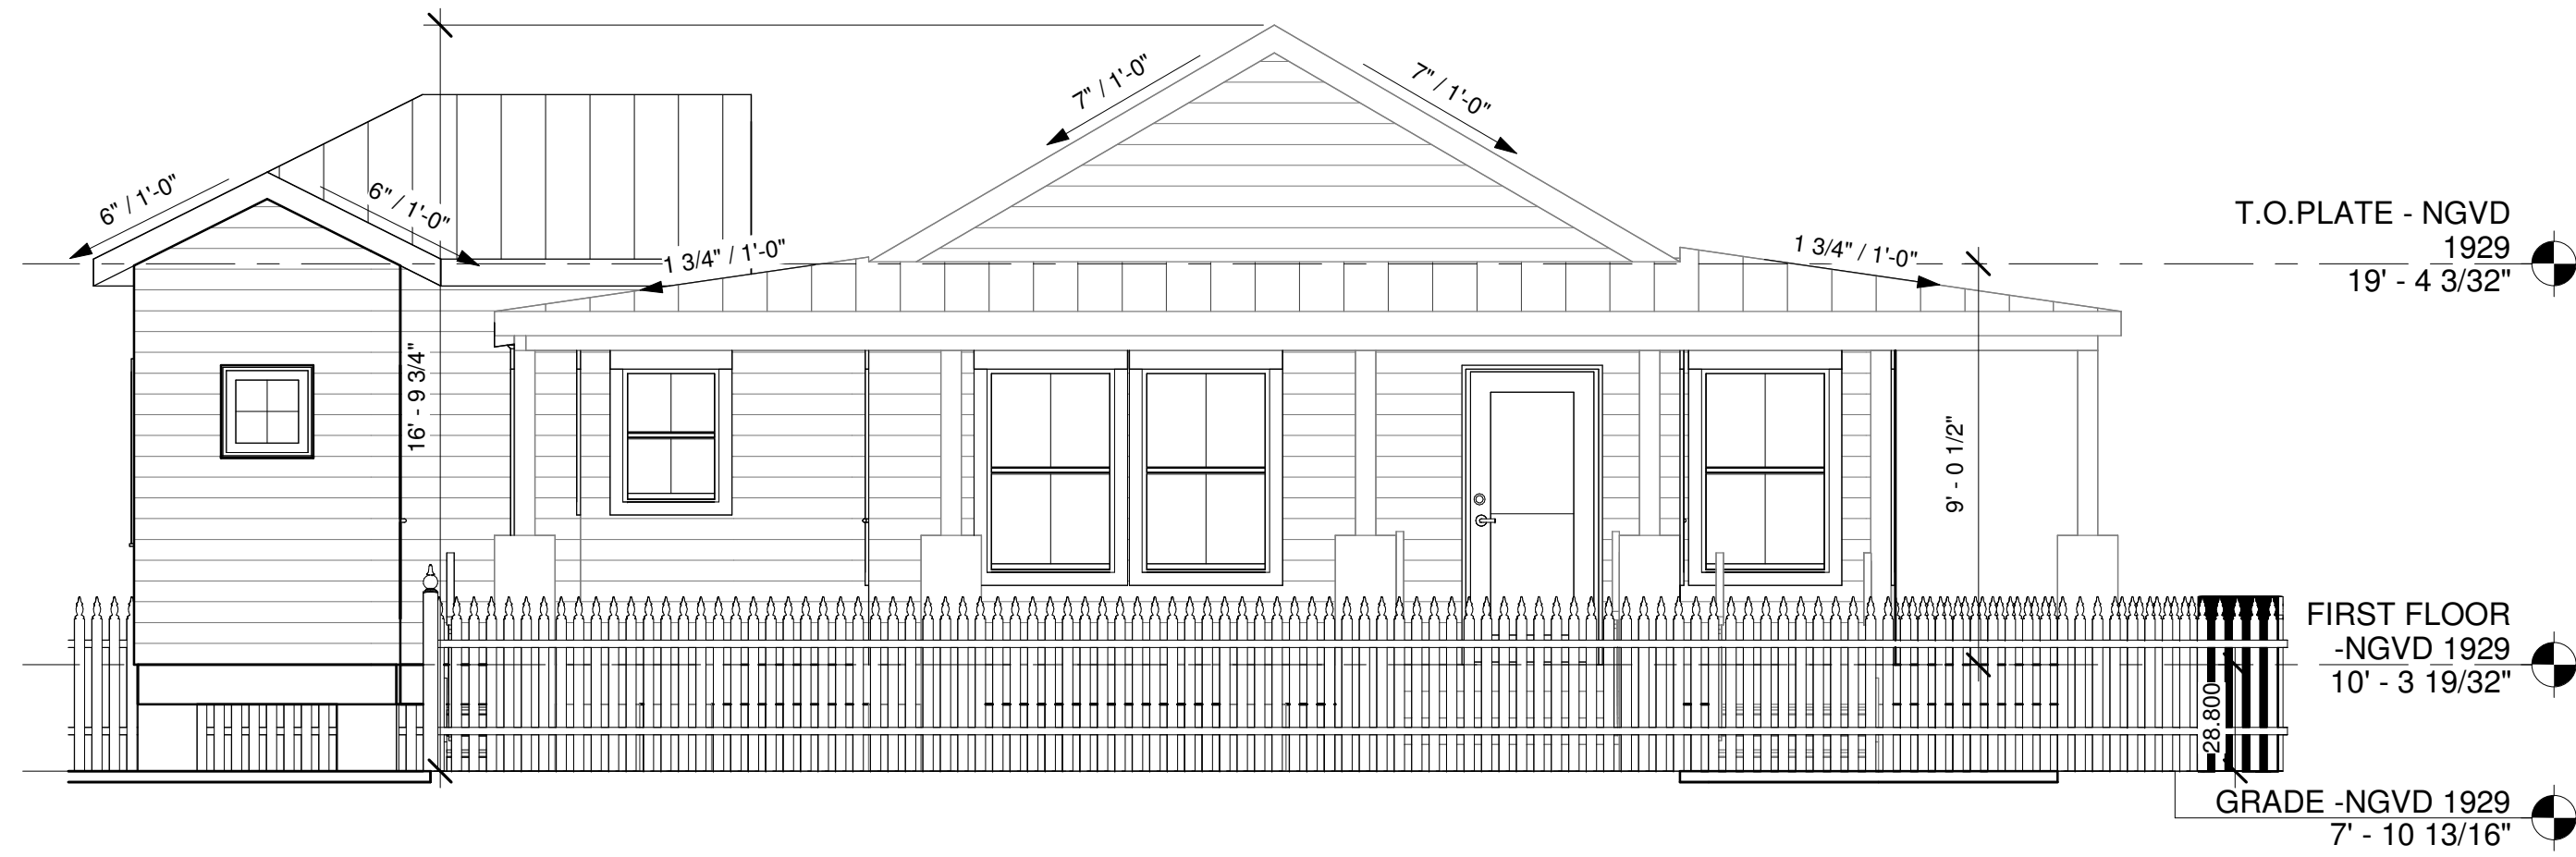 7" / 1'-0"
7" / 1'-0"
6" / 1'-0"
6" / 1'-0"
1 3/4" / 1'-0"
1 3/4" / 1'-0"
T.O.PLATE - NGVD
1929
19' - 4 3/32"
16' - 9 3/4"
9' - 0 1/2"
FIRST FLOOR
-NGVD 1929
10' - 3 19/32"
28.800
GRADE -NGVD 1929
7' - 10 13/16"